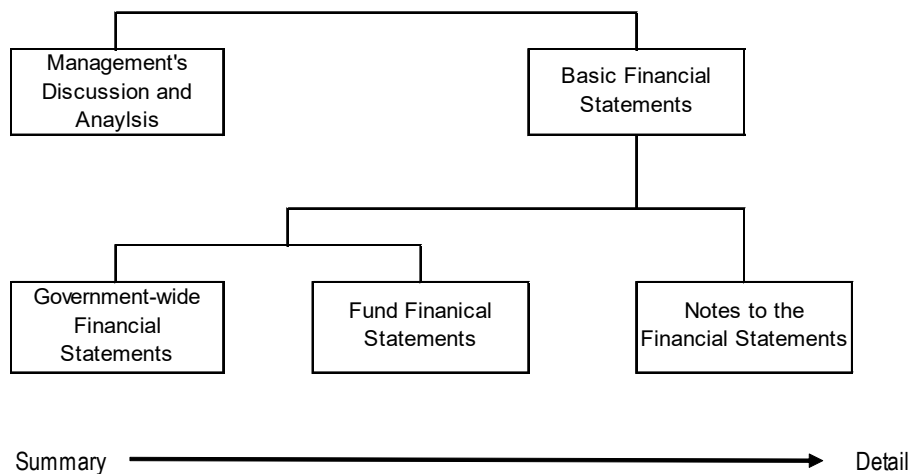 Management's
Discussion and
Anaylsis
Basic Financial
Statements
Government-wide
Financial
Statements
Fund Finanical
Statements
Notes to the
Financial Statements
Summary
Detail